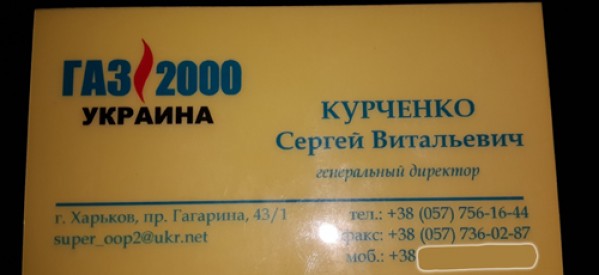 ГАЗ 2000
УКРАИНА
КУРЧЕНКО
Сергей Витальевич
генеральный директор
г. Харьков, пр. Гагарина, 43/1
super_oop2@ukr.net
тел.: +38 (057) 756-16-44
факс: +38 (057) 736-02-87
моб.: +38